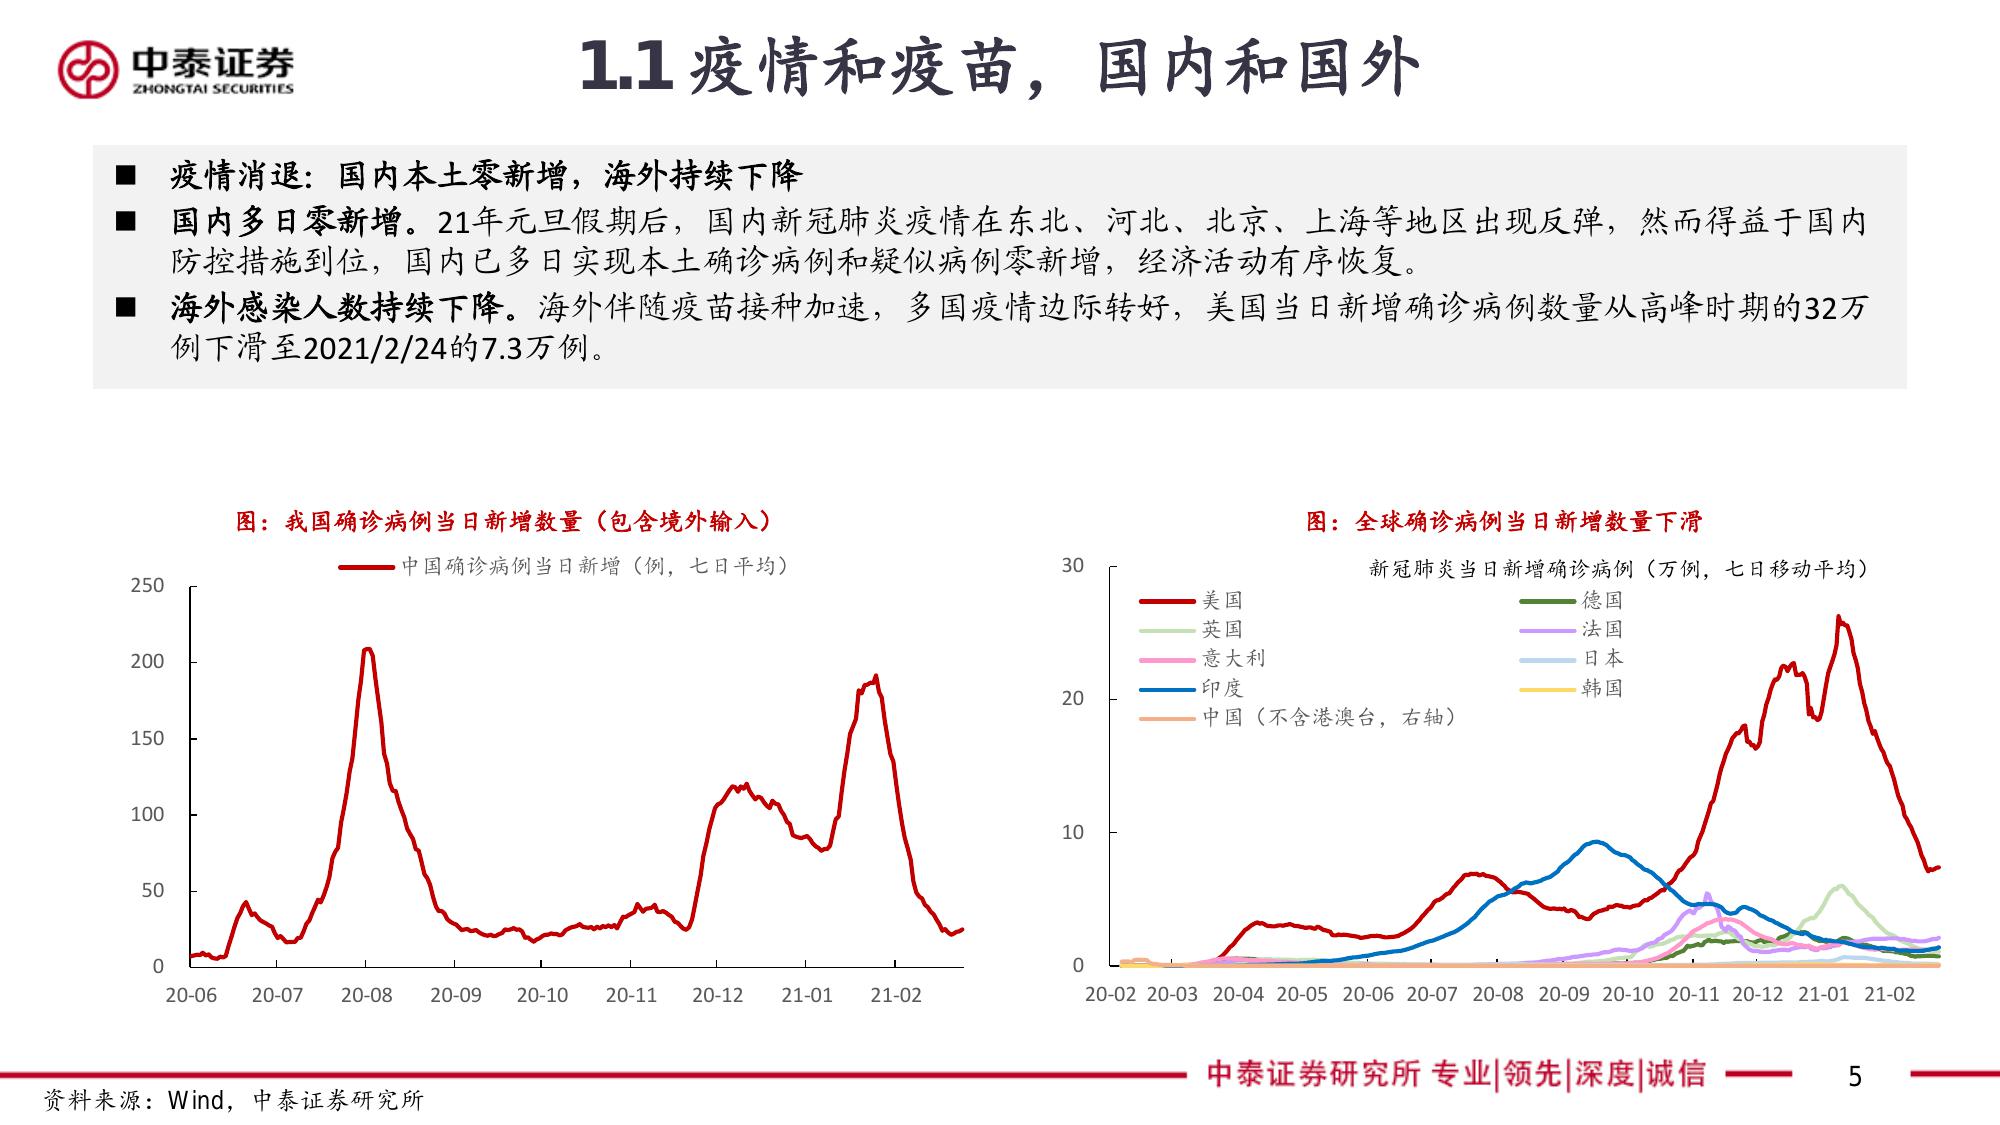 中泰证券
ZHONGTAI SECURITIES
1.1 疫情和疫苗，国内和国外
■ 疫情消退：国内本土零新增，海外持续下降
■ 国内多日零新增。21年元旦假期后，国内新冠肺炎疫情在东北、河北、北京、上海等地区出现反弹，然而得益于国内
防控措施到位，国内已多日实现本土确诊病例和疑似病例零新增，经济活动有序恢复。
■ 海外感染人数持续下降。海外伴随疫苗接种加速，多国疫情边际转好，美国当日新增确诊病例数量从高峰时期的32万
例下滑至2021/2/24的7.3万例。
图：我国确诊病例当日新增数量（包含境外输入）
中国确诊病例当日新增（例，七日平均）
250
200
150
100
50
0
20-06 20-07 20-08 20-09 20-10 20-11 20-12 21-01 21-02
图：全球确诊病例当日新增数量下滑
新冠肺炎当日新增确诊病例（万例，七日移动平均）
美国 德国
英国 法国
意大利 日本
印度 韩国
中国（不含港澳台，右轴）
30
20
10
0
20-02 20-03 20-04 20-05 20-06 20-07 20-08 20-09 20-10 20-11 20-12 21-01 21-02
中泰证券研究所 专业|领先|深度|诚信
5
资料来源：Wind，中泰证券研究所